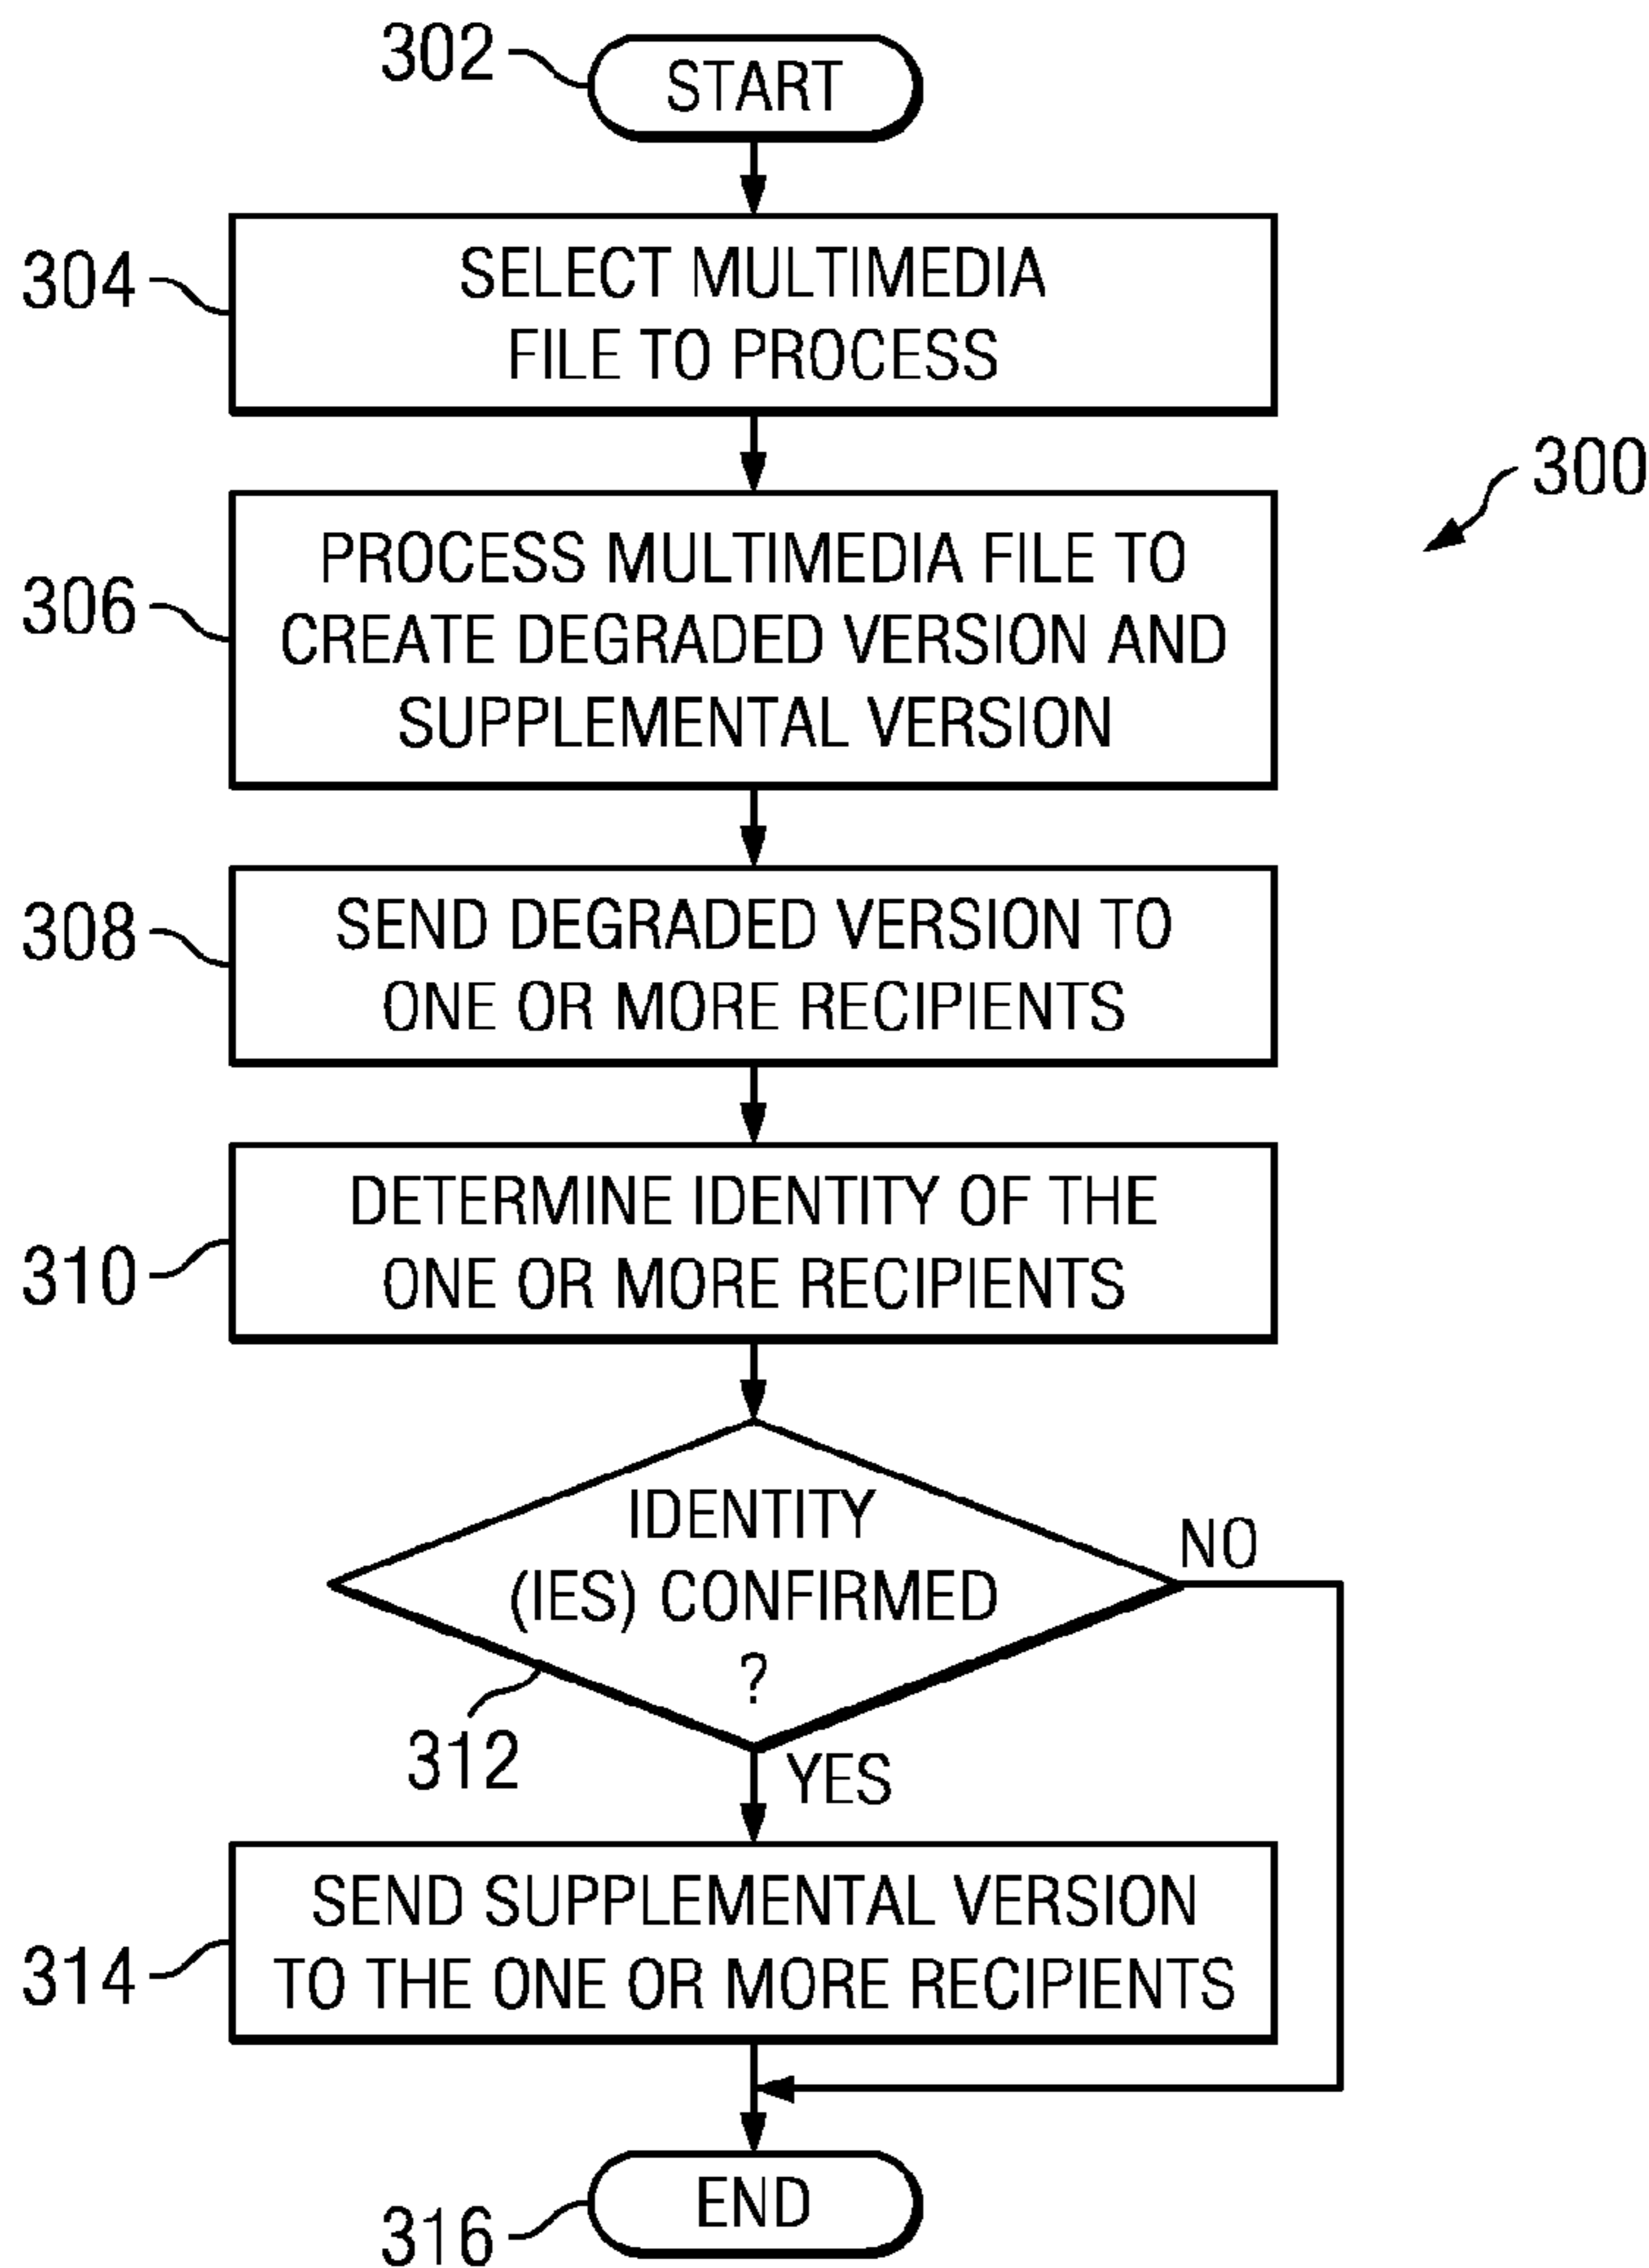 302
START
304
SELECT MULTIMEDIA
FILE TO PROCESS
300
306
PROCESS MULTIMEDIA FILE TO
CREATE DEGRADED VERSION AND
SUPPLEMENTAL VERSION
308
SEND DEGRADED VERSION TO
ONE OR MORE RECIPIENTS
310
DETERMINE IDENTITY OF THE
ONE OR MORE RECIPIENTS
IDENTITY
(IES) CONFIRMED
?
NO
312
YES
314
SEND SUPPLEMENTAL VERSION
TO THE ONE OR MORE RECIPIENTS
316
END